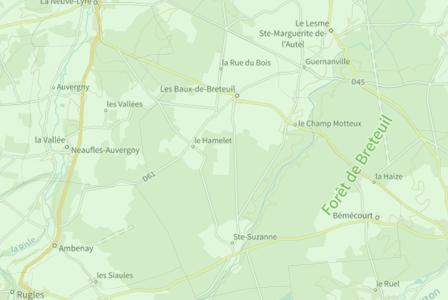 La Neuve-Lyre
Le Lesme
Ste-Marguerite de-
l'Autel
la Rue du Bois
Guernanville
D45
Auvergny
Les Baux-de-Breteuil
les Vallées
le Champ Motteux
la Vallée
Neaufles-Auvergny
le Hamelet
Forêt de Breteuil
D61
la Haize
Bémécourt
la Risle
Ambenay
Ste-Suzanne
les Siaules
le Ruel
Rugles